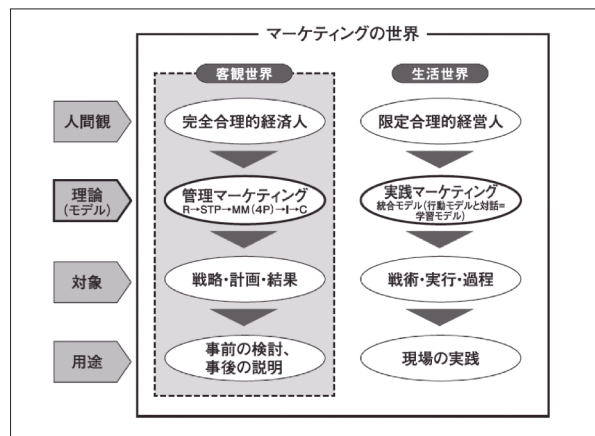 マーケティングの世界
客観世界
生活世界
人間観
完全合理的経済人
限定合理的経営人
理論
(モデル)
管理マーケティング
R→STP→MM(4P)→I→C
実践マーケティング
統合モデル(行動モデルと対話=
学習モデル)
対象
戦略・計画・結果
戦術・実行・過程
用途
事前の検討、
事後の説明
現場の実践